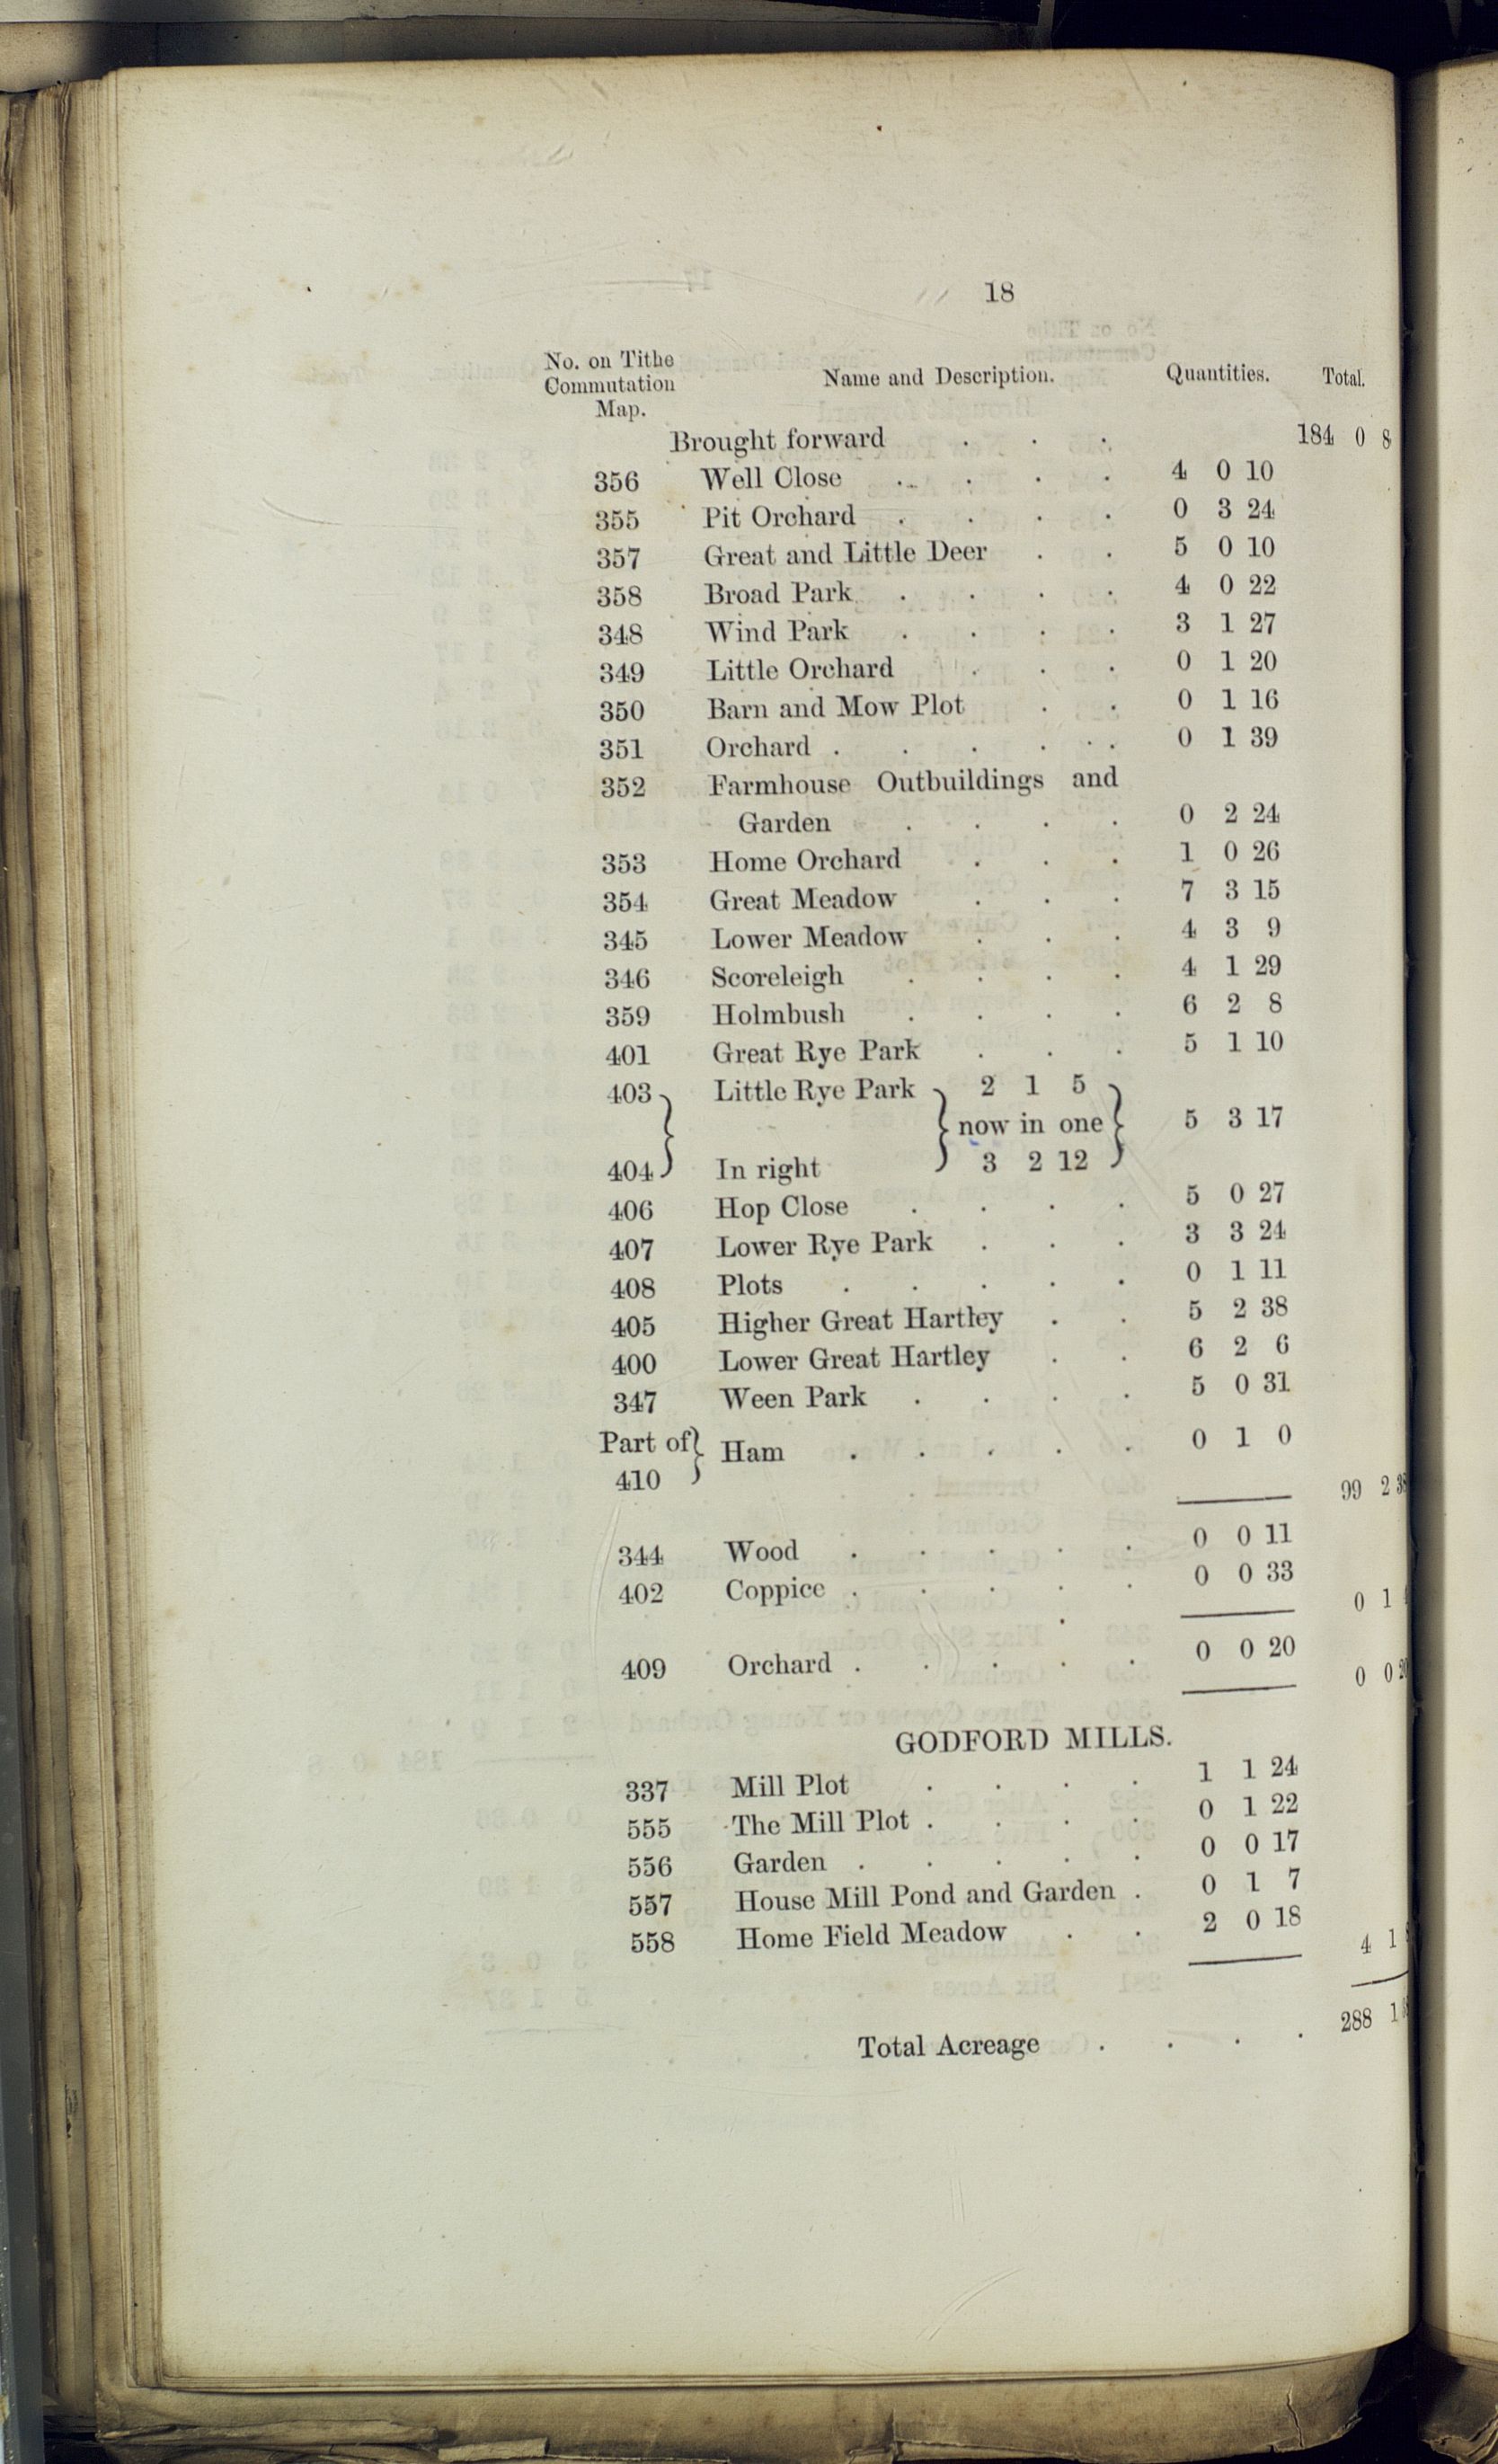 18
No. on Tithe
Commutation
Map.
Name and Description.
Quantities.
Total.
Brought forward . . . 184 0 8
356 Well Close . . . . 4 0 10
355 Pit Orchard . . . . 0 3 24
357 Great and Little Deer . . 5 0 10
358 Broad Park . . . . 4 0 22
348 Wind Park . . . . 3 1 27
349 Little Orchard . . . 0 1 20
350 Barn and Mow Plot . . 0 1 16
351 Orchard . . . . . . 0 1 39
352 Farmhouse Outbuildings and
Garden . . . . 0 2 24
353 Home Orchard . . . 1 0 26
354 Great Meadow . . . 7 3 15
345 Lower Meadow . . . 4 3 9
346 Scoreleigh . . . . 4 1 29
359 Holmbush . . . . 6 2 8
401 Great Rye Park . . . 5 1 10
403 Little Rye Park 2 1 5
now in one 5 3 17
404 In right 3 2 12
406 Hop Close . . . . 5 0 27
407 Lower Rye Park . . . 3 3 24
408 Plots . . . . . 0 1 11
405 Higher Great Hartley . . 5 2 38
400 Lower Great Hartley . . 6 2 6
347 Ween Park . . . . 5 0 31
Part of
410 Ham . . . . . 0 1 0
99 2 38
344 Wood . . . . . 0 0 11
402 Coppice . . . . . 0 0 33
0 1
409 Orchard . . . . . 0 0 20
0 0 20
GODFORD MILLS.
337 Mill Plot . . . . 1 1 24
555 The Mill Plot . . . . 0 1 22
556 Garden . . . . . 0 0 17
557 House Mill Pond and Garden . 0 1 7
558 Home Field Meadow . . 2 0 18
4 1
Total Acreage . . . . 288 1